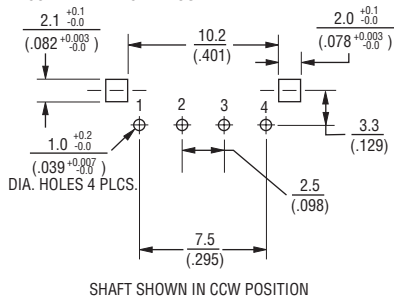 2.1 +0.1 -0.0
(.082 +0.003 -0.0)
10.2
(.401)
2.0 +0.1 -0.0
(.078 +0.003 -0.0)
1 2 3 4
1.0 +0.2 -0.0
(.039 +0.007 -0.0)
DIA. HOLES 4 PLCS.
3.3
(.129)
2.5
(.098)
7.5
(.295)
SHAFT SHOWN IN CCW POSITION